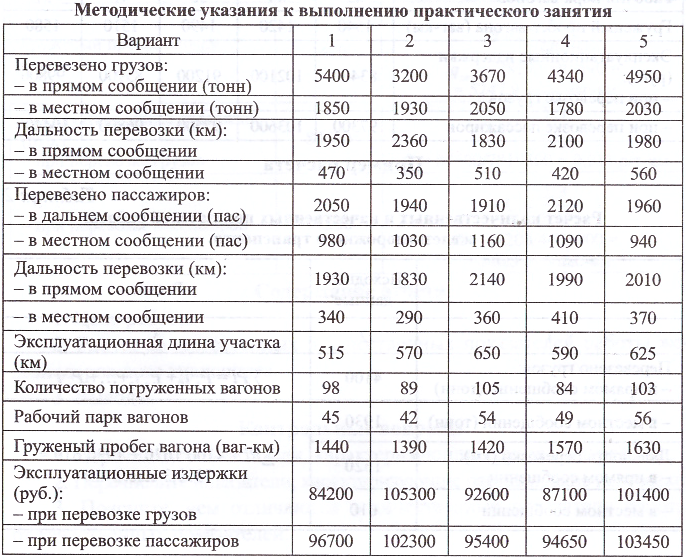 Методические указания к выполнению практического занятия
Вариант 1 2 3 4 5
Перевезено грузов:
– в прямом сообщении (тонн) 5400 3200 3670 4340 4950
– в местном сообщении (тонн) 1850 1930 2050 1780 2030
Дальность перевозки (км):
– в прямом сообщении 1950 2360 1830 2100 1980
– в местном сообщении 470 350 510 420 560
Перевезено пассажиров:
– в дальнем сообщении (пас) 2050 1940 1910 2120 1960
– в местном сообщении (пас) 980 1030 1160 1090 940
Дальность перевозки (км):
– в прямом сообщении 1930 1830 2140 1990 2010
– в местном сообщении 340 290 360 410 370
Эксплуатационная длина участка
(км) 515 570 650 590 625
Количество погруженных вагонов 98 89 105 84 103
Рабочий парк вагонов 45 42 54 49 56
Груженый пробег вагона (ваг-км) 1440 1390 1420 1570 1630
Эксплуатационные издержки
(руб.):
– при перевозке грузов 84200 105300 92600 87100 101400
– при перевозке пассажиров 96700 102300 95400 94650 103450